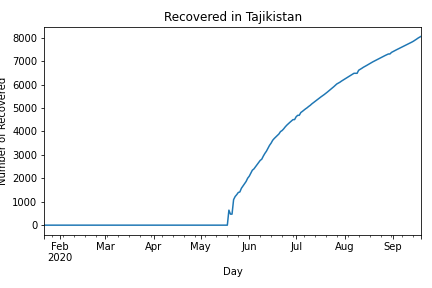 Recovered in Tajikistan
Number of Recovered
8000
7000
6000
5000
4000
3000
2000
1000
0
Feb Mar Apr May Jun Jul Aug Sep
2020
Day